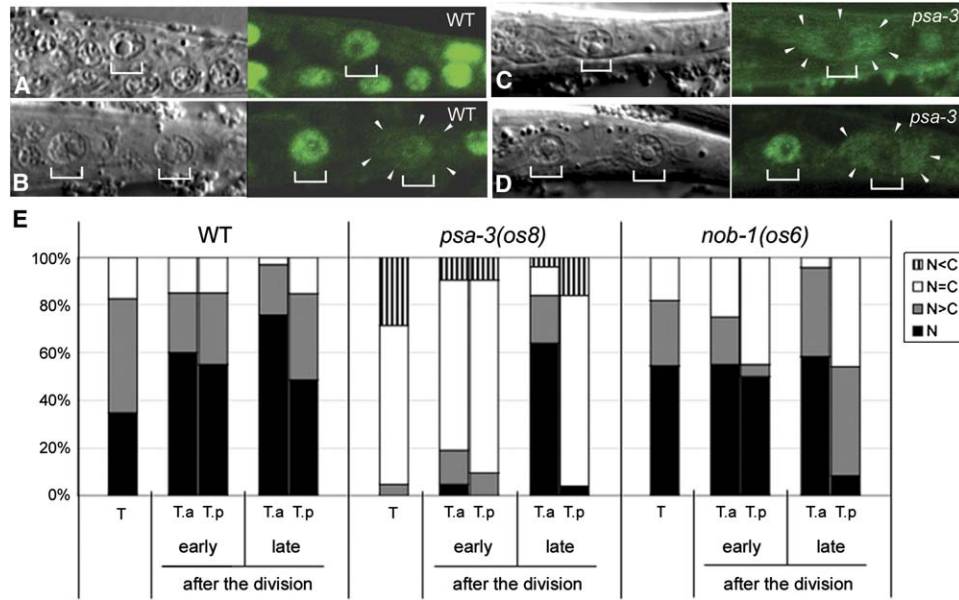 A WT
C psa-3
B WT
D psa-3
E
WT psa-3(os8) nob-1(os6)
100%
80%
60%
40%
20%
0%
N<C
N=C
N>C
N
T T.a T.p T.a T.p T T.a T.p T.a T.p T T.a T.p T.a T.p
early late early late early late
after the division after the division after the division